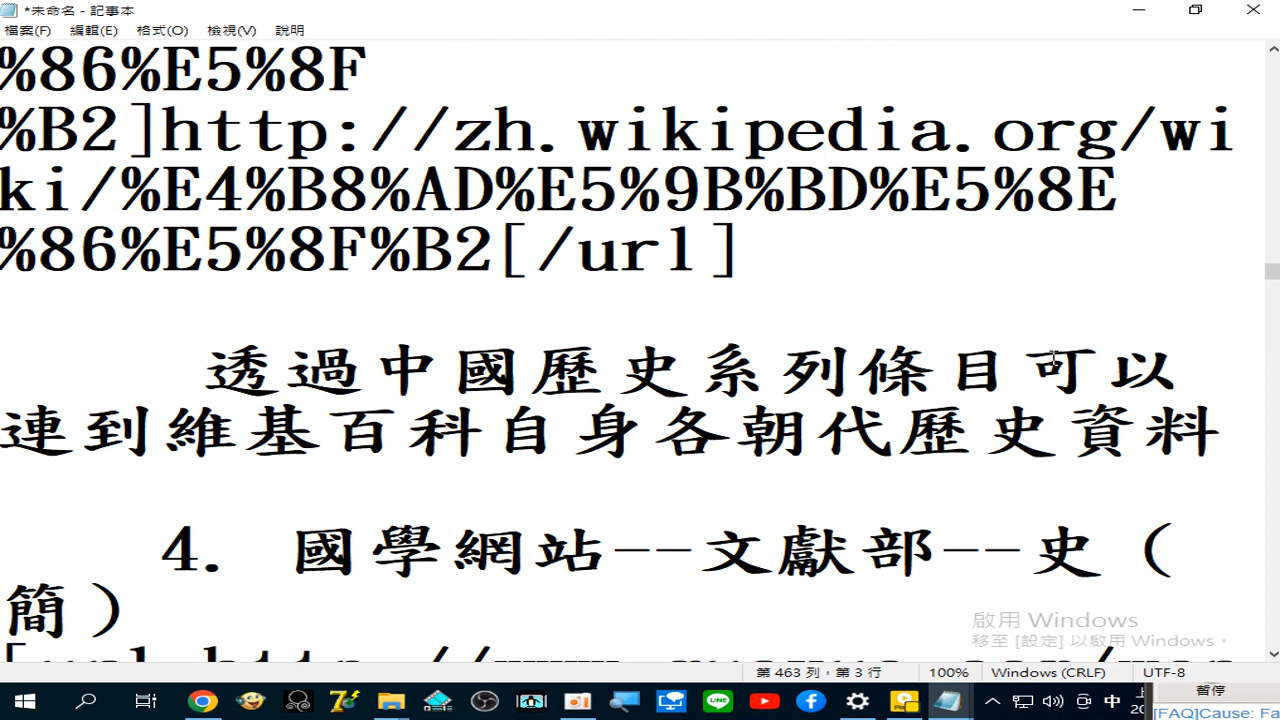 *未命名 - 記事本
檔案(F) 編輯(E) 格式(O) 檢視(V) 說明
%86%E5%8F
%B2]http://zh.wikipedia.org/wi
ki/%E4%B8%AD%E5%9B%BD%E5%8E
%86%E5%8F%B2[/url]
透過中國歷史系列條目可以
連到維基百科自身各朝代歷史資料
4. 國學網站--文獻部--史（
簡）
啟用 Windows
移至 [設定] 以啟用 Windows。
第 463 列，第 3 行 100% Windows (CRLF) UTF-8
LINE 中 上 暫停
20 [FAQ]Cause: Fa